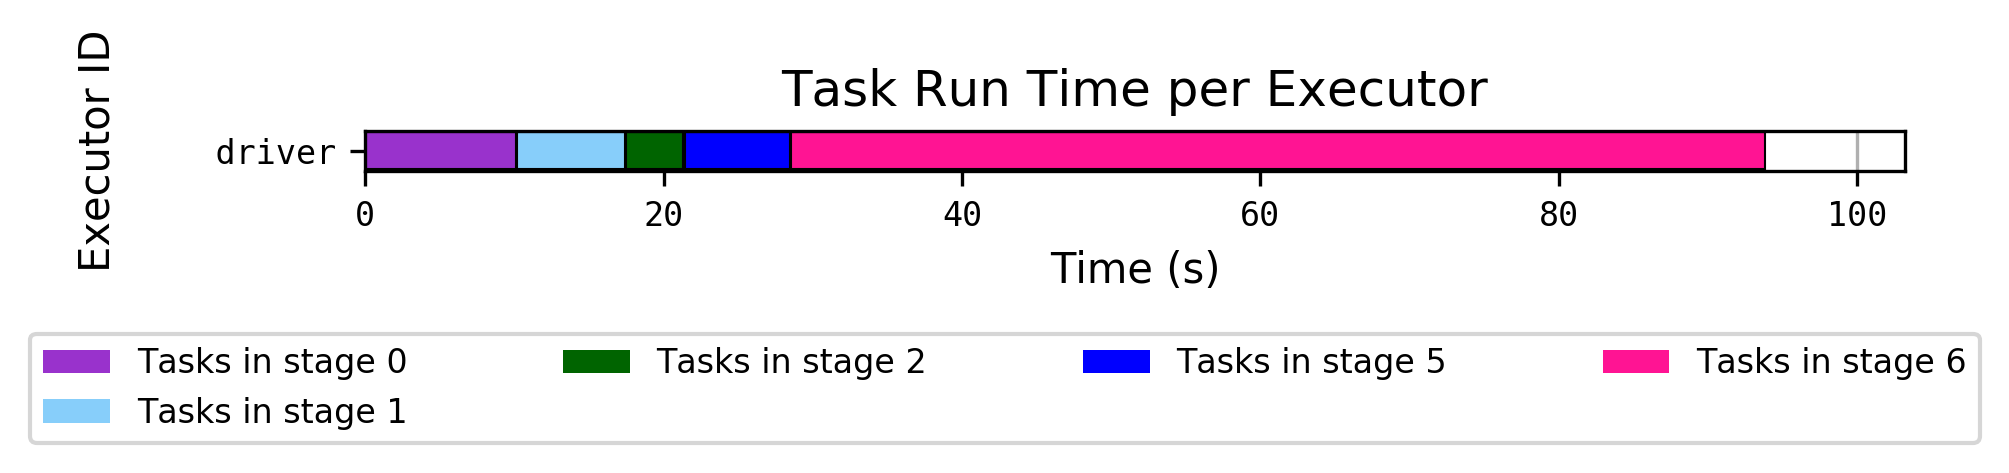 Task Run Time per Executor
Executor ID
driver
0 20 40 60 80 100
Time (s)
Tasks in stage 0 Tasks in stage 2 Tasks in stage 5 Tasks in stage 6
Tasks in stage 1